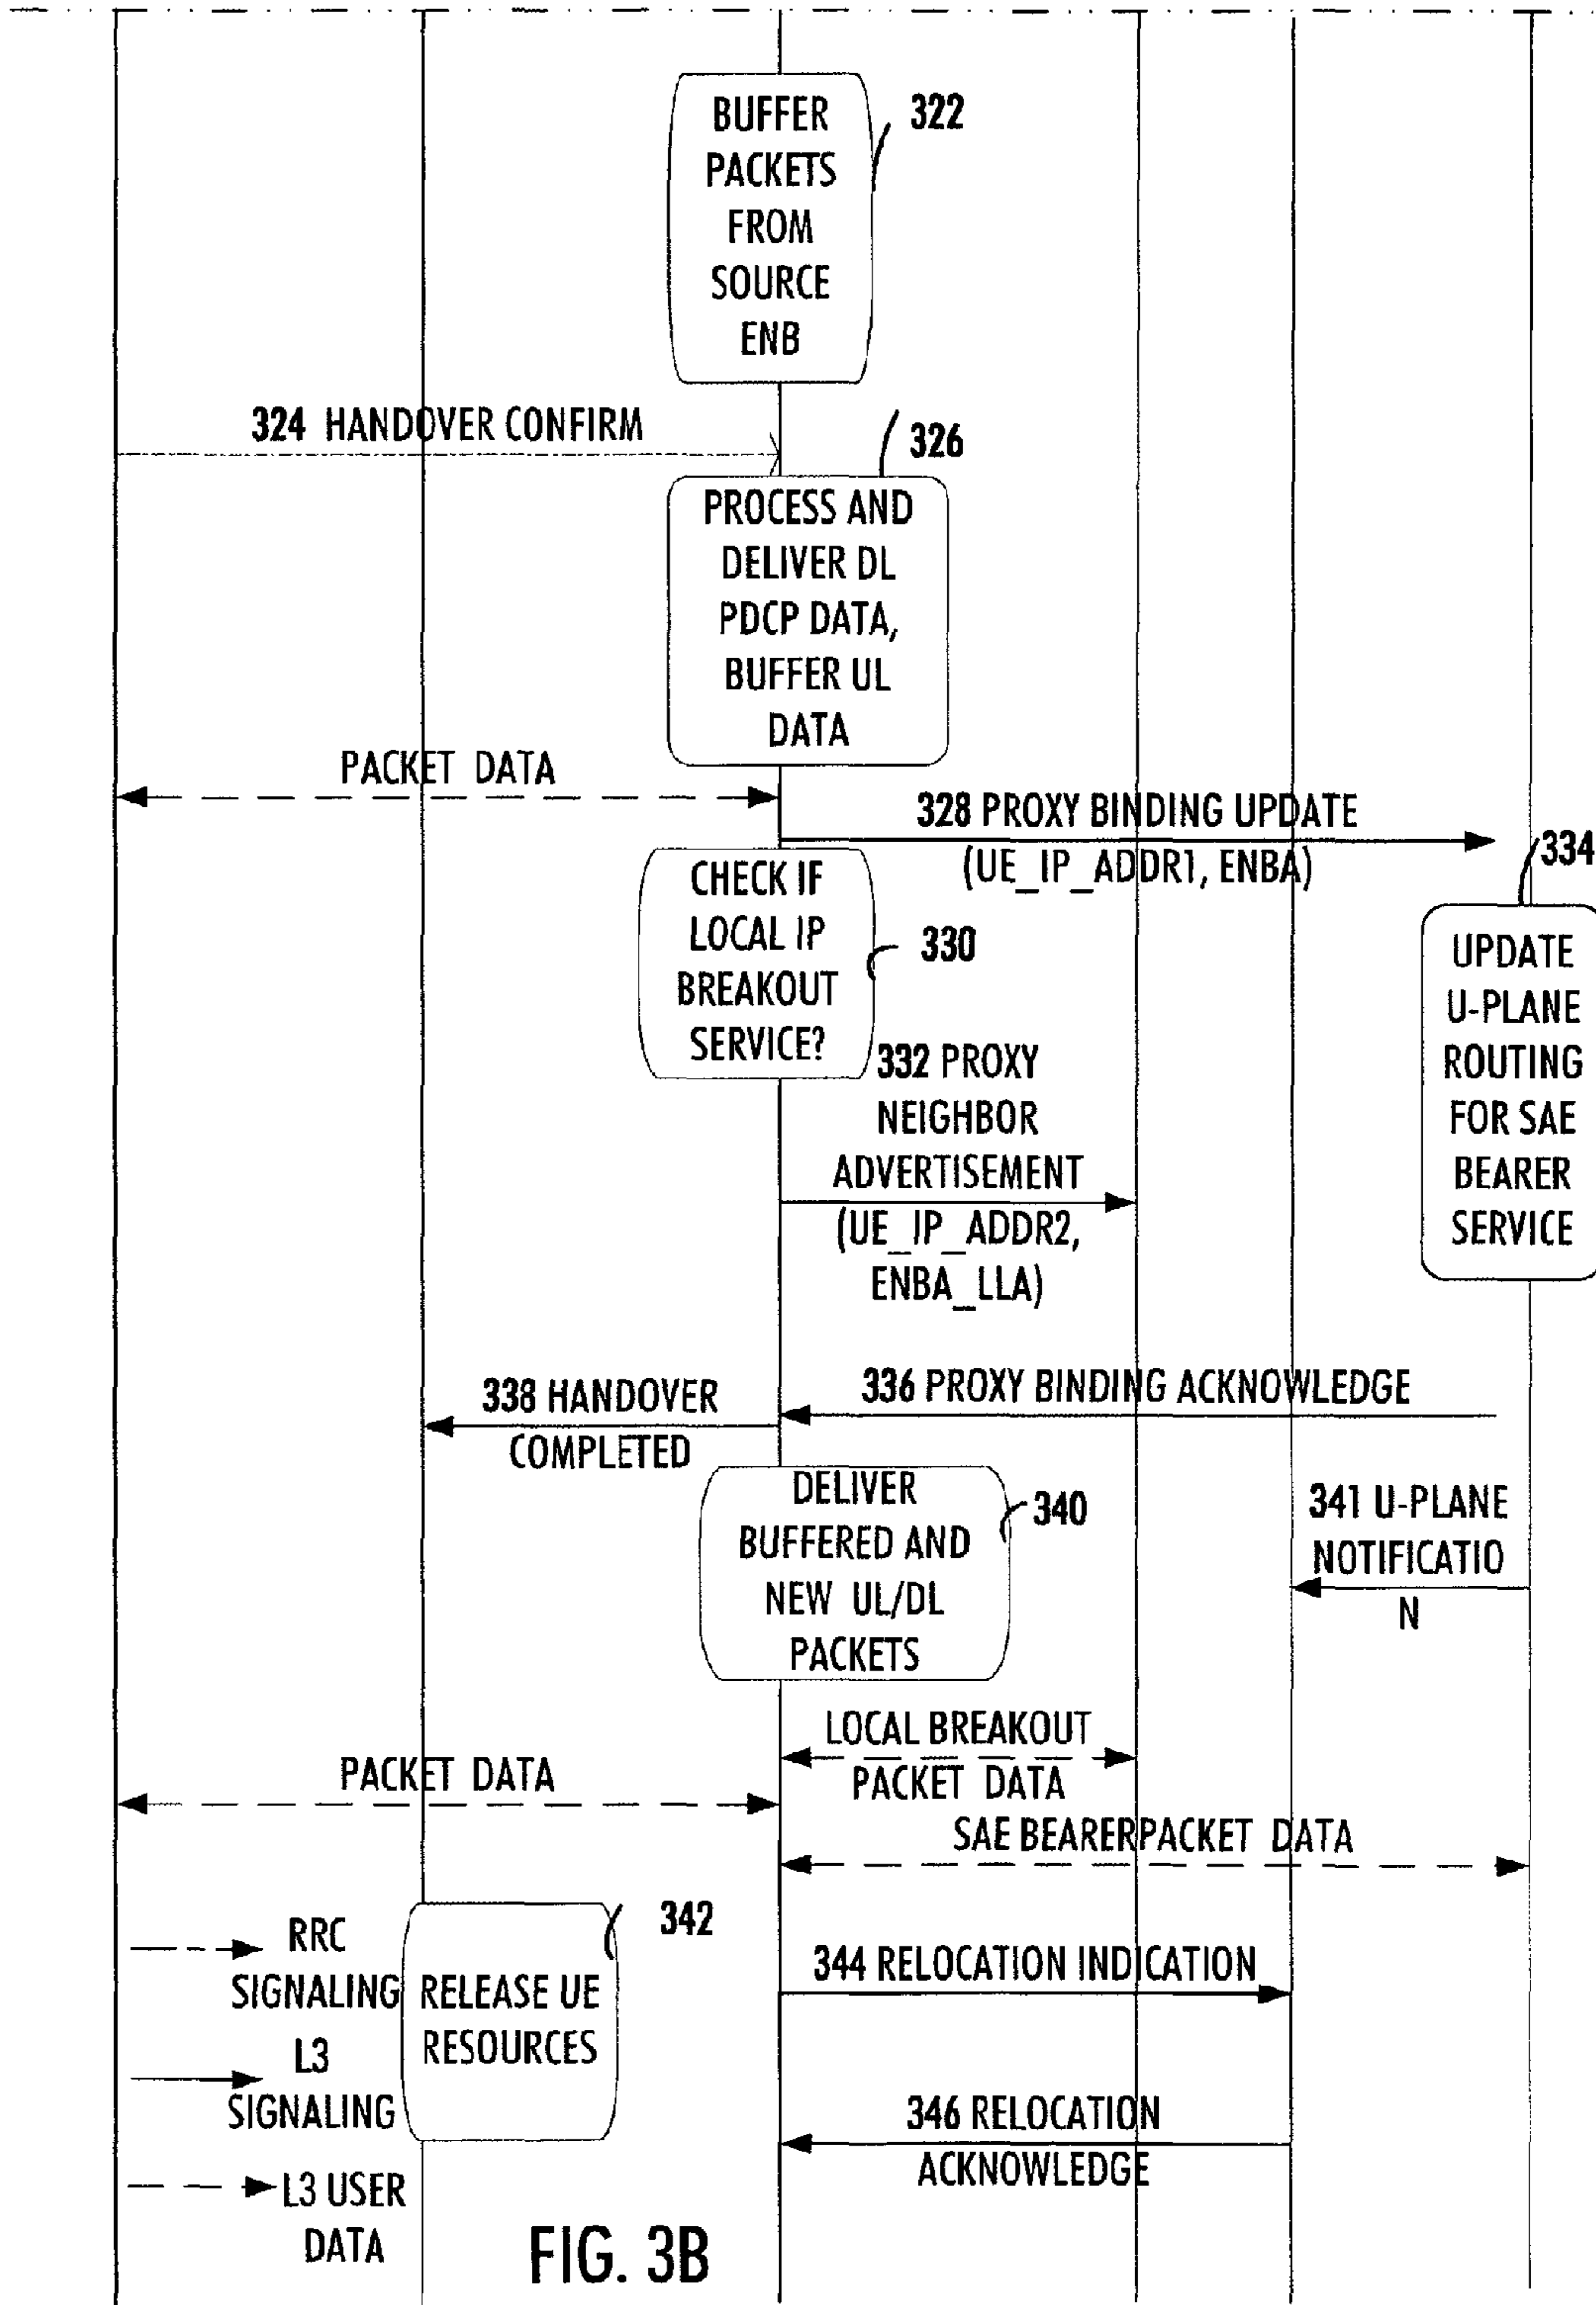 BUFFER
PACKETS
FROM
SOURCE
ENB
322
324 HANDOVER CONFIRM
326
PROCESS AND
DELIVER DL
PDCP DATA,
BUFFER UL
DATA
PACKET DATA
328 PROXY BINDING UPDATE
(UE_IP_ADDR1, ENBA)
334
CHECK IF
LOCAL IP
BREAKOUT
SERVICE?
330
UPDATE
U-PLANE
ROUTING
FOR SAE
BEARER
SERVICE
332 PROXY
NEIGHBOR
ADVERTISEMENT
(UE_IP_ADDR2,
ENBA_LLA)
336 PROXY BINDING ACKNOWLEDGE
338 HANDOVER
COMPLETED
DELIVER
BUFFERED AND
NEW UL/DL
PACKETS
340
341 U-PLANE
NOTIFICATIO
N
LOCAL BREAKOUT
PACKET DATA
PACKET DATA
SAE BEARERPACKET DATA
342
RRC
SIGNALING
RELEASE UE
RESOURCES
344 RELOCATION INDICATION
L3
SIGNALING
346 RELOCATION
ACKNOWLEDGE
L3 USER
DATA
FIG. 3B